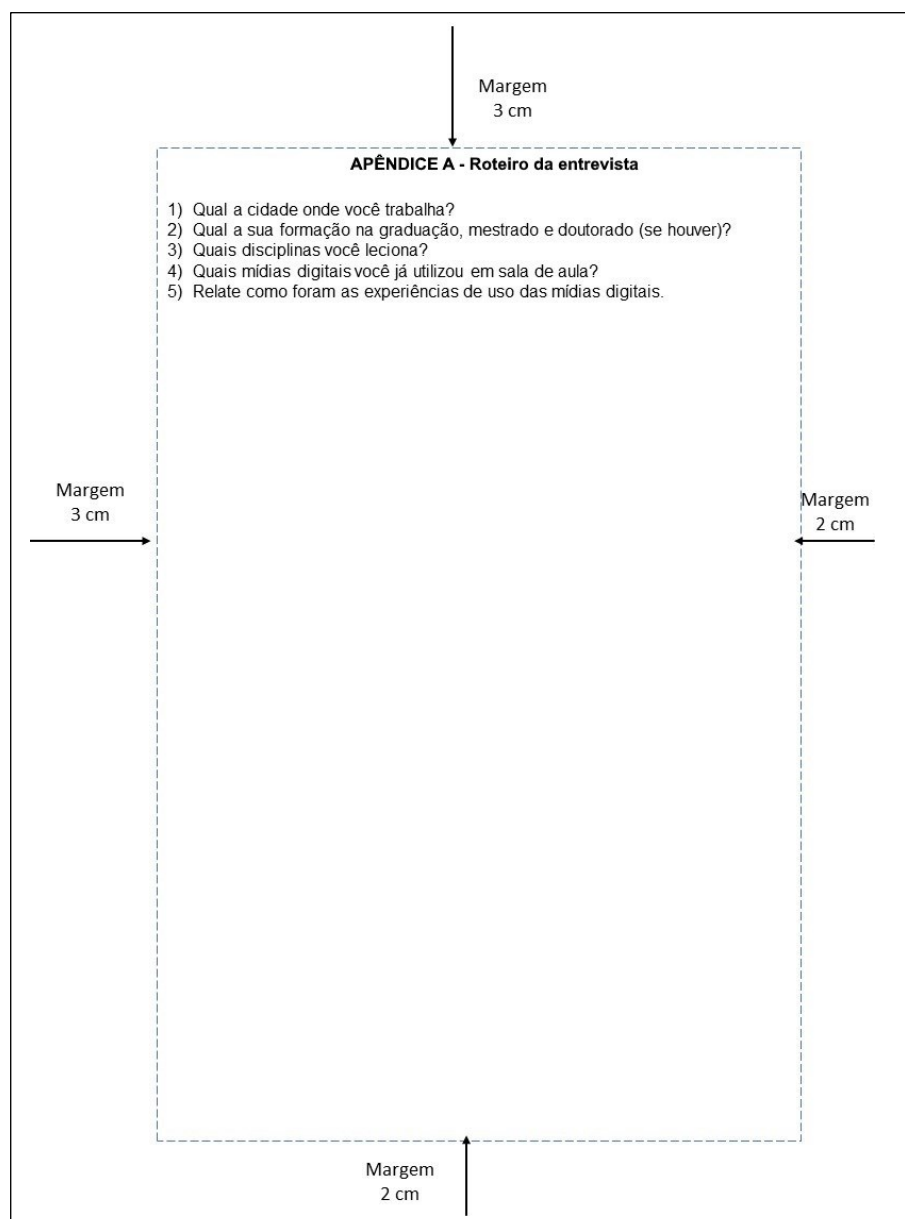 Margem
3 cm
APÊNDICE A - Roteiro da entrevista
1) Qual a cidade onde você trabalha?
2) Qual a sua formação na graduação, mestrado e doutorado (se houver)?
3) Quais disciplinas você leciona?
4) Quais mídias digitais você já utilizou em sala de aula?
5) Relate como foram as experiências de uso das mídias digitais.
Margem
3 cm
Margem
2 cm
Margem
2 cm